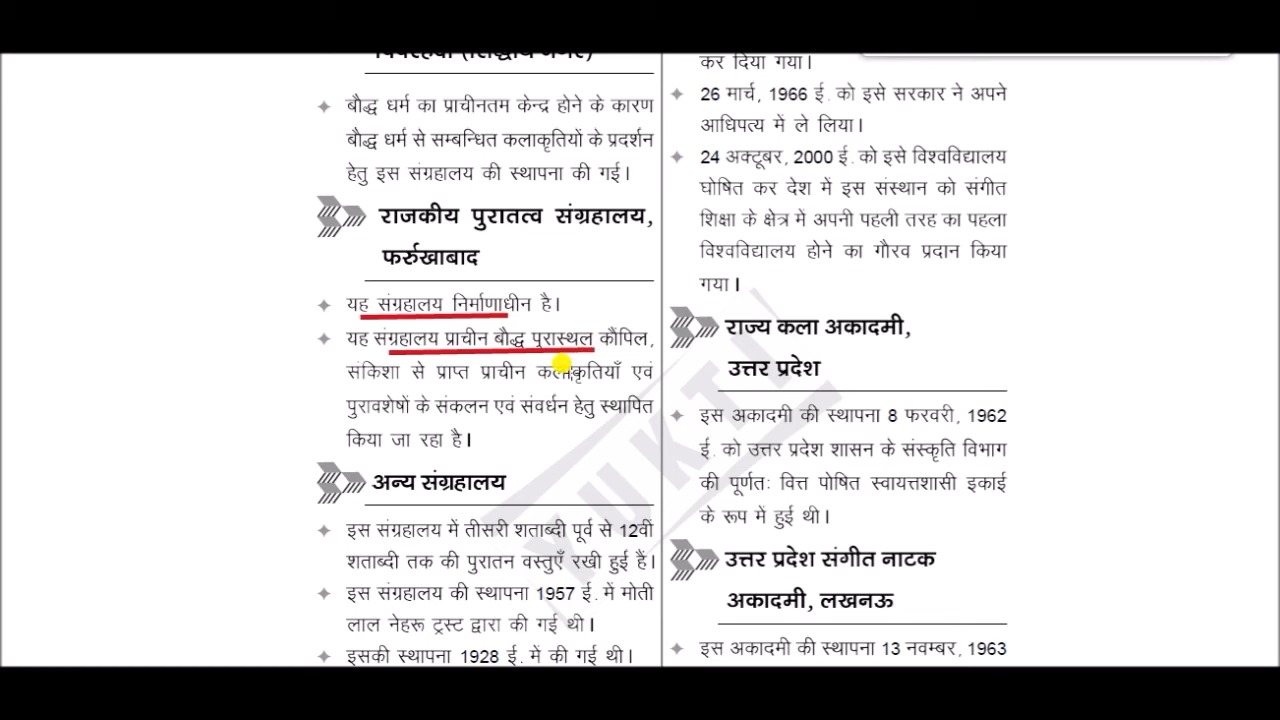 बौद्ध धर्म का प्राचीनतम केन्द्र होने के कारण
बौद्ध धर्म से सम्बन्धित कलाकृतियों के प्रदर्शन
हेतु इस संग्रहालय की स्थापना की गई।
राजकीय पुरातत्व संग्रहालय,
फर्रुखाबाद
यह संग्रहालय निर्माणाधीन है।
यह संग्रहालय प्राचीन बौद्ध पुरास्थल कौंपिल,
संकिशा से प्राप्त प्राचीन कलाकृतियाँ एवं
पुरावशेषों के संकलन एवं संवर्धन हेतु स्थापित
किया जा रहा है।
अन्य संग्रहालय
इस संग्रहालय में तीसरी शताब्दी पूर्व से 12वीं
शताब्दी तक की पुरातन वस्तुएँ रखी हुई हैं।
इस संग्रहालय की स्थापना 1957 ई. में मोती
लाल नेहरू ट्रस्ट द्वारा की गई थी।
इसकी स्थापना 1928 ई. में की गई थी।
कर दिया गया।
26 मार्च, 1966 ई. को इसे सरकार ने अपने
आधिपत्य में ले लिया।
24 अक्टूबर, 2000 ई. को इसे विश्वविद्यालय
घोषित कर देश में इस संस्थान को संगीत
शिक्षा के क्षेत्र में अपनी पहली तरह का पहला
विश्वविद्यालय होने का गौरव प्रदान किया
गया।
राज्य कला अकादमी,
उत्तर प्रदेश
इस अकादमी की स्थापना 8 फरवरी, 1962
ई. को उत्तर प्रदेश शासन के संस्कृति विभाग
की पूर्णतः वित्त पोषित स्वायत्तशासी इकाई
के रूप में हुई थी।
उत्तर प्रदेश संगीत नाटक
अकादमी, लखनऊ
इस अकादमी की स्थापना 13 नवम्बर, 1963
YUKTI